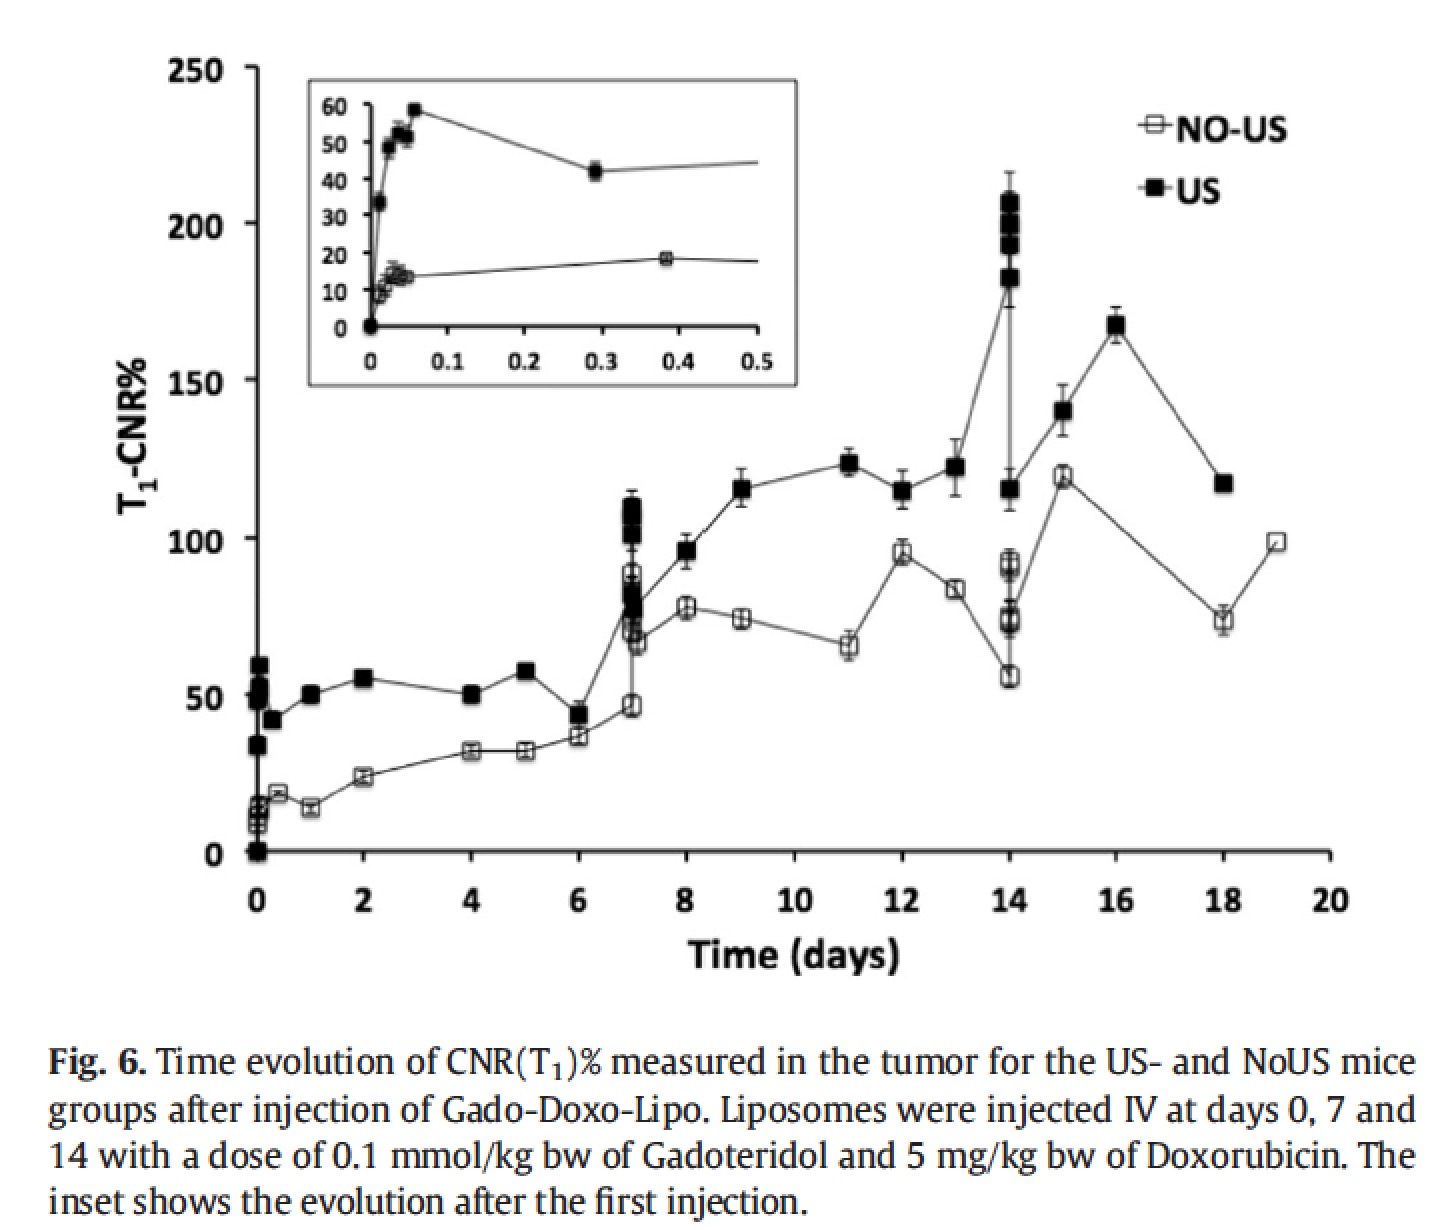 250
200
150
100
50
0
T1-CNR%
60
50
40
30
20
10
0
0 0.1 0.2 0.3 0.4 0.5
NO-US
US
0 2 4 6 8 10 12 14 16 18 20
Time (days)
Fig. 6. Time evolution of CNR(T1)% measured in the tumor for the US- and NoUS mice
groups after injection of Gado-Doxo-Lipo. Liposomes were injected IV at days 0, 7 and
14 with a dose of 0.1 mmol/kg bw of Gadoteridol and 5 mg/kg bw of Doxorubicin. The
inset shows the evolution after the first injection.